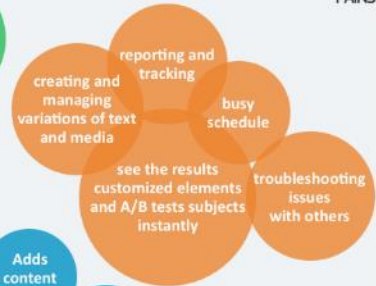 reporting and
tracking
creating and
managing
variations of text
and media
busy
schedule
see the results
customized elements
and A/B tests subjects
instantly
troubleshooting
issues
with others
Adds
content